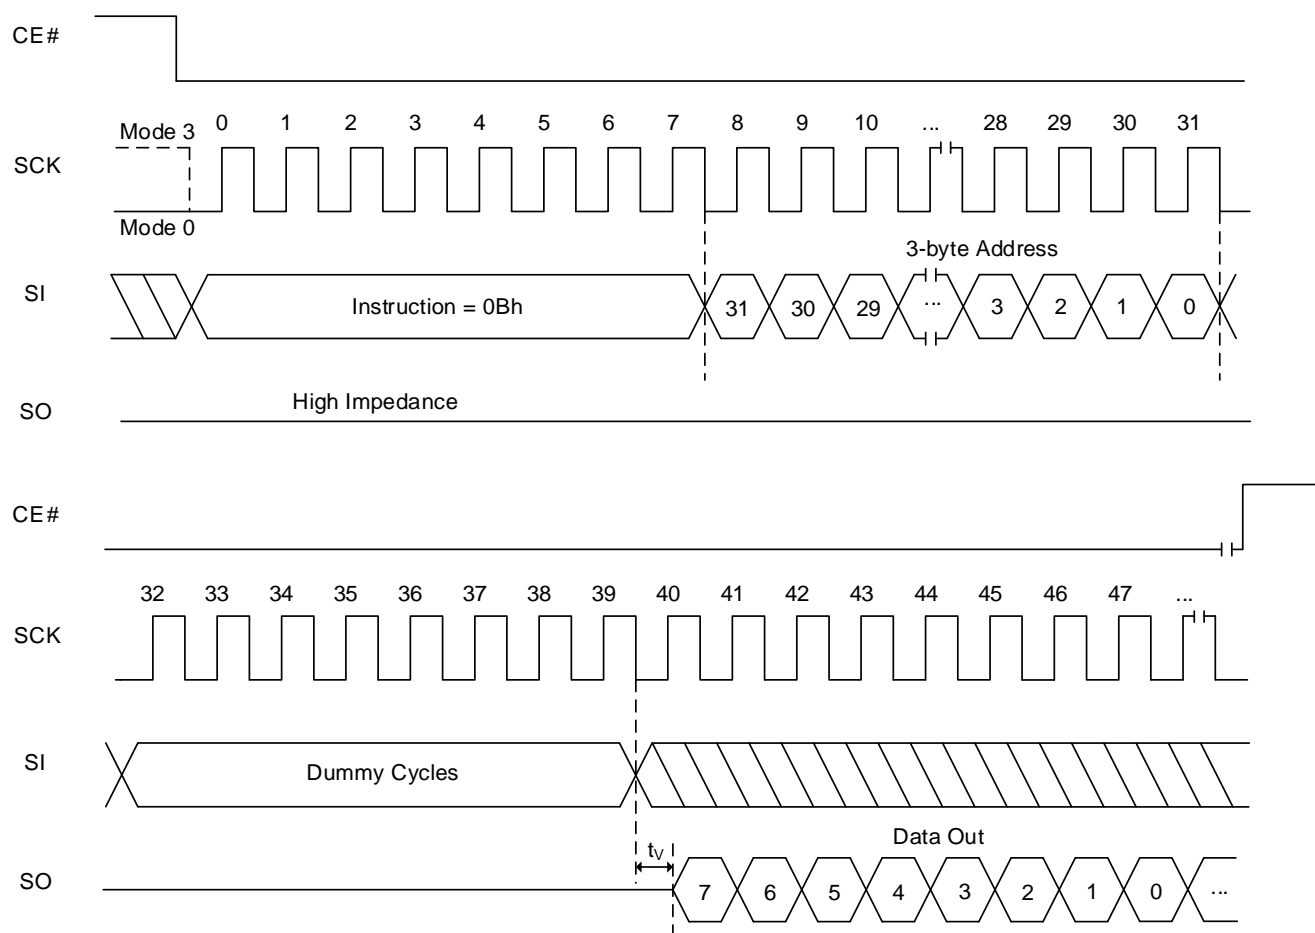 CE#
Mode 3 0 1 2 3 4 5 6 7 8 9 10 ... 28 29 30 31
SCK
Mode 0
3-byte Address
SI Instruction = 0Bh 31 30 29 ... 3 2 1 0
High Impedance
SO
CE#
32 33 34 35 36 37 38 39 40 41 42 43 44 45 46 47 ...
SCK
SI Dummy Cycles
Data Out
tV
SO 7 6 5 4 3 2 1 0 ...